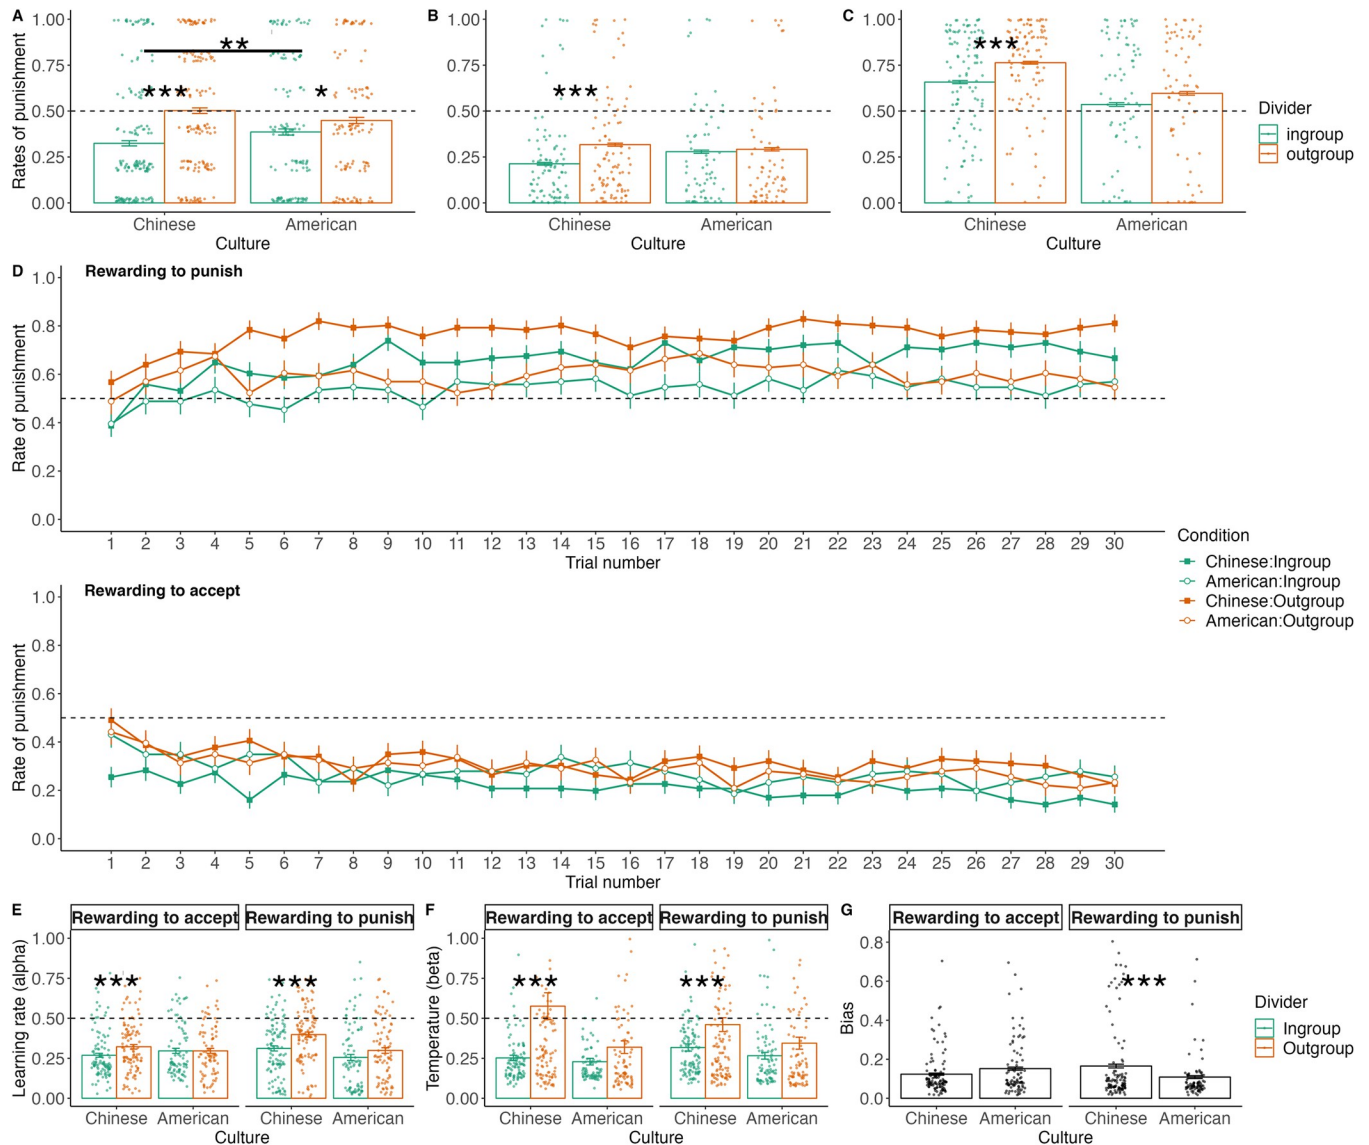 A
B
C
Rates of punishment
1.00
0.75
0.50
0.25
0.00
**
***
*
Chinese
American
Culture
1.00
0.75
0.50
0.25
0.00
***
Chinese
American
Culture
1.00
0.75
0.50
0.25
0.00
***
Chinese
American
Culture
Divider
ingroup
outgroup
D
Rewarding to punish
Rate of punishment
1.0
0.8
0.6
0.4
0.2
0.0
1 2 3 4 5 6 7 8 9 10 11 12 13 14 15 16 17 18 19 20 21 22 23 24 25 26 27 28 29 30
Trial number
Condition
Chinese:Ingroup
American:Ingroup
Chinese:Outgroup
American:Outgroup
Rewarding to accept
Rate of punishment
1.0
0.8
0.6
0.4
0.2
0.0
1 2 3 4 5 6 7 8 9 10 11 12 13 14 15 16 17 18 19 20 21 22 23 24 25 26 27 28 29 30
Trial number
E
Rewarding to accept
Rewarding to punish
Learning rate (alpha)
1.00
0.75
0.50
0.25
0.00
***
***
Chinese American Chinese American
Culture
F
Rewarding to accept
Rewarding to punish
Temperature (beta)
1.00
0.75
0.50
0.25
0.00
***
***
Chinese American Chinese American
Culture
G
Rewarding to accept
Rewarding to punish
Bias
0.8
0.6
0.4
0.2
0.0
***
Chinese American Chinese American
Culture
Divider
Ingroup
Outgroup